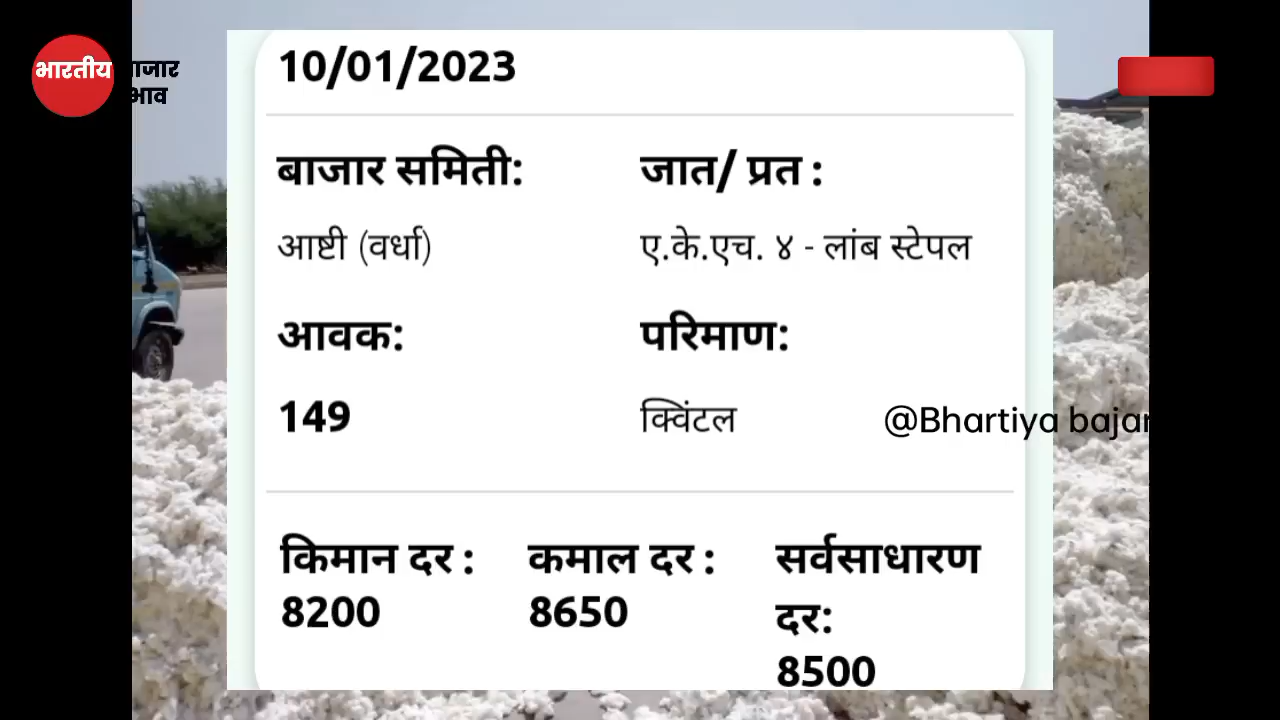 भारतीय
बाजार
भाव
10/01/2023
बाजार समिती:
जात/ प्रत :
आष्टी (वर्धा)
ए.के.एच. ४ - लांब स्टेपल
आवक:
परिमाण:
149
क्विंटल
@Bhartiya bajar
किमान दर :
कमाल दर :
सर्वसाधारण
दर:
8200
8650
8500